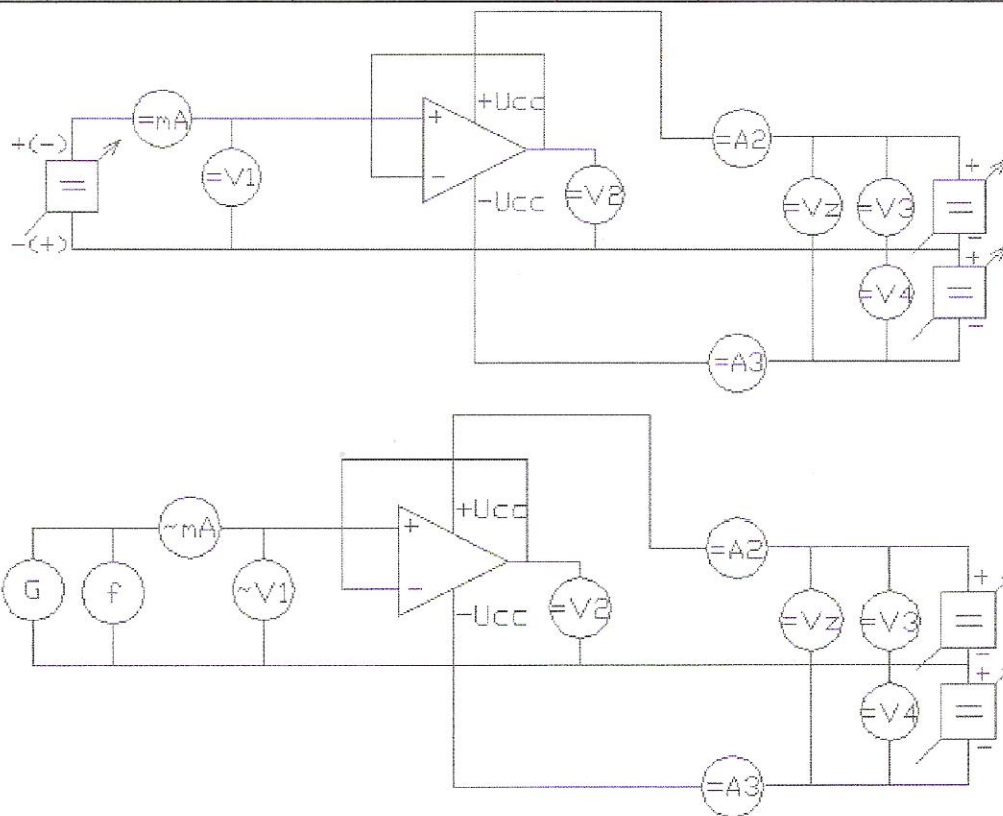 +Ucc
=mA
=A2
+(-)
+
+
=V1
=
-
=V2
=Vz
=V3
=
-Ucc
-(+)
-
+
=V4
=
-
=A3
+Ucc
~mA
+
=A2
+
G
f
~V1
-
=V2
=Vz
=V3
=
-Ucc
-
+
=V4
=
-
=A3